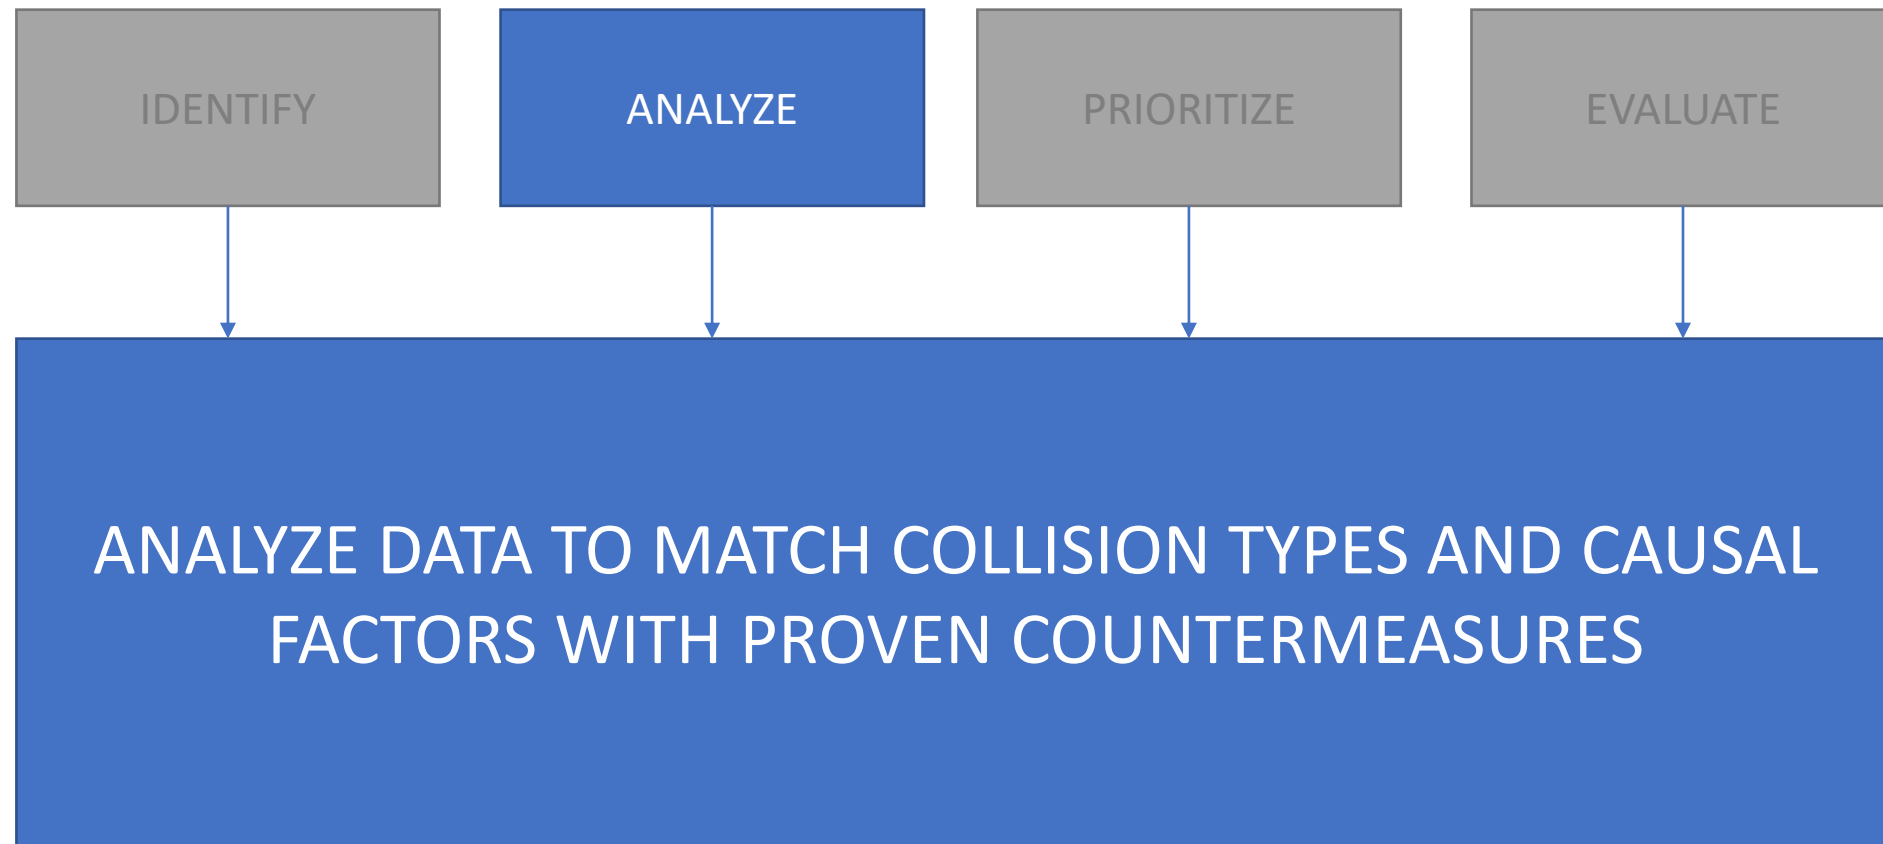 IDENTIFY
ANALYZE
PRIORITIZE
EVALUATE
ANALYZE DATA TO MATCH COLLISION TYPES AND CAUSAL
FACTORS WITH PROVEN COUNTERMEASURES